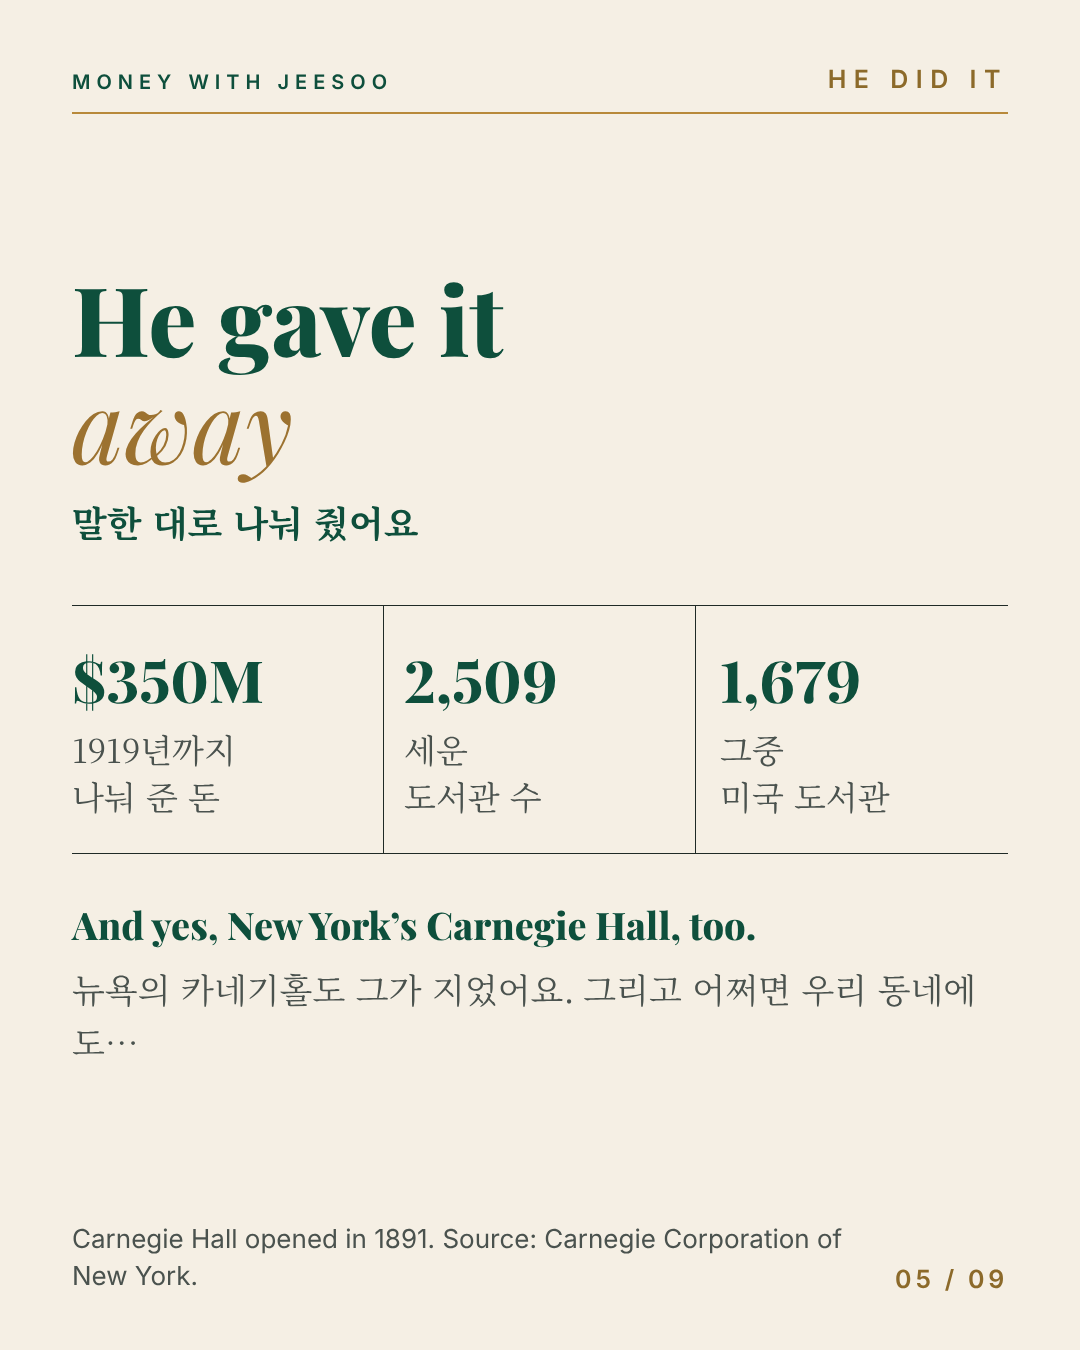 MONEY WITH JEESOO
HE DID IT
He gave it
away
말한 대로 나눠 줬어요
$350M
1919년까지
나눠 준 돈
2,509
세운
도서관 수
1,679
그중
미국 도서관
And yes, New York’s Carnegie Hall, too.
뉴욕의 카네기홀도 그가 지었어요. 그리고 어쩌면 우리 동네에
도…
Carnegie Hall opened in 1891. Source: Carnegie Corporation of
New York.
05 / 09